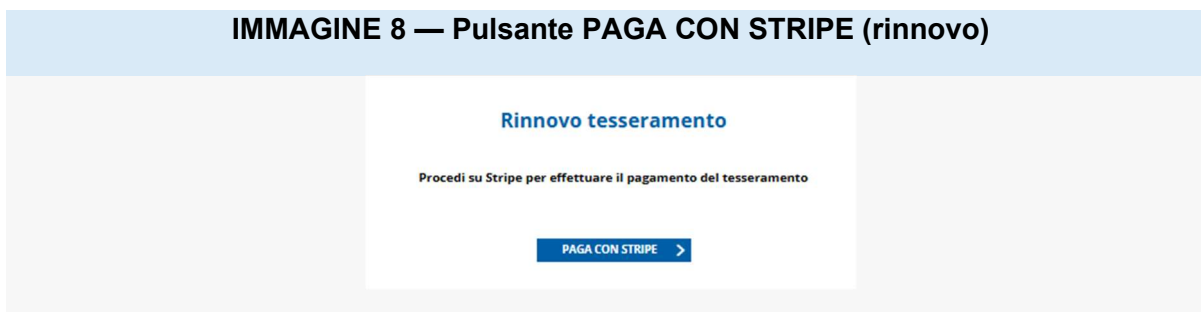 IMMAGINE 8 — Pulsante PAGA CON STRIPE (rinnovo)
Rinnovo tesseramento
Procedi su Stripe per effettuare il pagamento del tesseramento
PAGA CON STRIPE